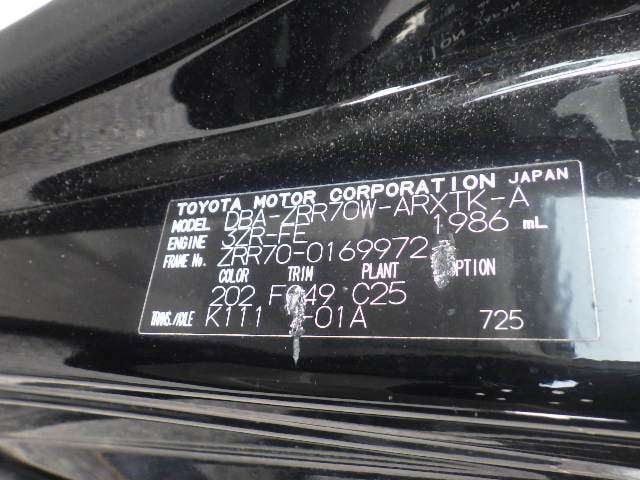 TOYOTA MOTOR CORPORATION JAPAN
MODEL DBA-ZRR70W-ARXTK-A
ENGINE 3ZR-FE 1986 mL
FRAME No. ZRR70-0169972
COLOR TRIM PLANT
202 C25
TRANS./AXLE K111 -01A 725